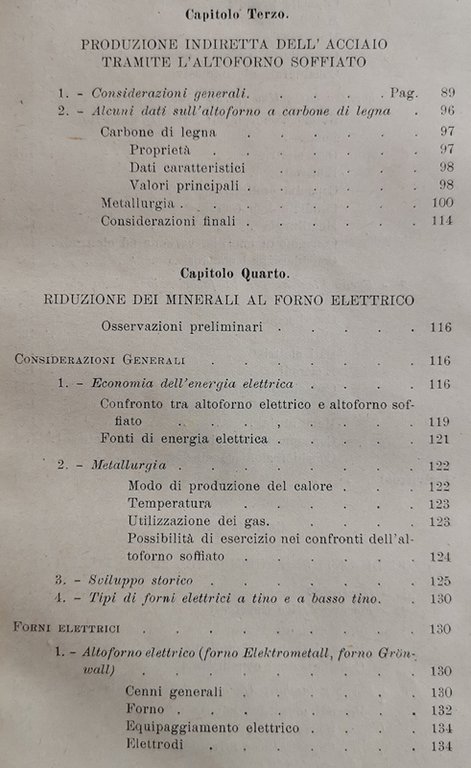 Capitolo Terzo.
PRODUZIONE INDIRETTA DELL' ACCIAIO
TRAMITE L'ALTOFORNO SOFFIATO
1. - Considerazioni generali. . . . . Pag. 89
2. - Alcuni dati sull'altoforno a carbone di legna . 96
Carbone di legna . . . . . . 97
Proprietà . . . . . . 97
Dati caratteristici . . . . . 98
Valori principali . . . . . . 98
Metallurgia . . . . . . . 100
Considerazioni finali . . . . . . 114
Capitolo Quarto.
RIDUZIONE DEI MINERALI AL FORNO ELETTRICO
Osservazioni preliminari . . . . . 116
CONSIDERAZIONI GENERALI . . . . . . 116
1. - Economia dell'energia elettrica . . . . 116
Confronto tra altoforno elettrico e altoforno sof-
fiato . . . . . . . 119
Fonti di energia elettrica . . . . . 121
2. - Metallurgia . . . . . . . 122
Modo di produzione del calore . . . 122
Temperatura . . . . . . 123
Utilizzazione dei gas. . . . . 123
Possibilità di esercizio nei confronti dell'al-
toforno soffiato . . . . . 124
3. - Sviluppo storico . . . . . . . 125
4. - Tipi di forni elettrici a tino e a basso tino. . 130
FORNI ELETTRICI . . . . . . . . 130
1. - Altoforno elettrico (forno Elektrometall, forno Grön-
wall) . . . . . . . . 130
Cenni generali . . . . . . 130
Forno . . . . . . . . 132
Equipaggiamento elettrico . . . . 134
Elettrodi . . . . . . . 134